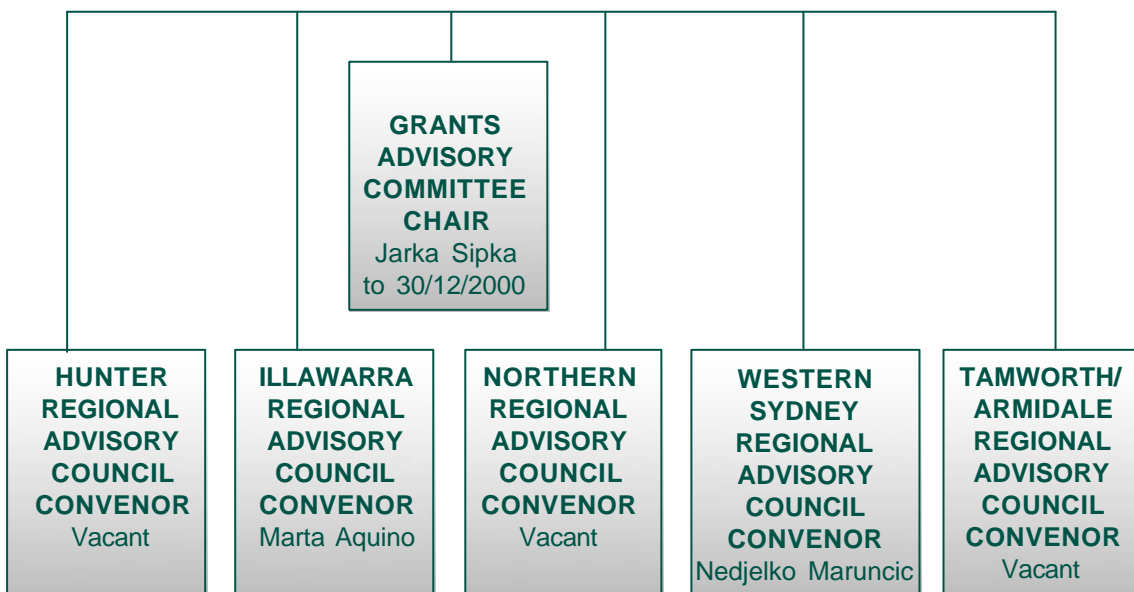 GRANTS
ADVISORY
COMMITTEE
CHAIR
Jarka Sipka
to 30/12/2000
HUNTER
REGIONAL
ADVISORY
COUNCIL
CONVENOR
Vacant
ILLAWARRA
REGIONAL
ADVISORY
COUNCIL
CONVENOR
Marta Aquino
NORTHERN
REGIONAL
ADVISORY
COUNCIL
CONVENOR
Vacant
WESTERN
SYDNEY
REGIONAL
ADVISORY
COUNCIL
CONVENOR
Nedjelko Maruncic
TAMWORTH/
ARMIDALE
REGIONAL
ADVISORY
COUNCIL
CONVENOR
Vacant